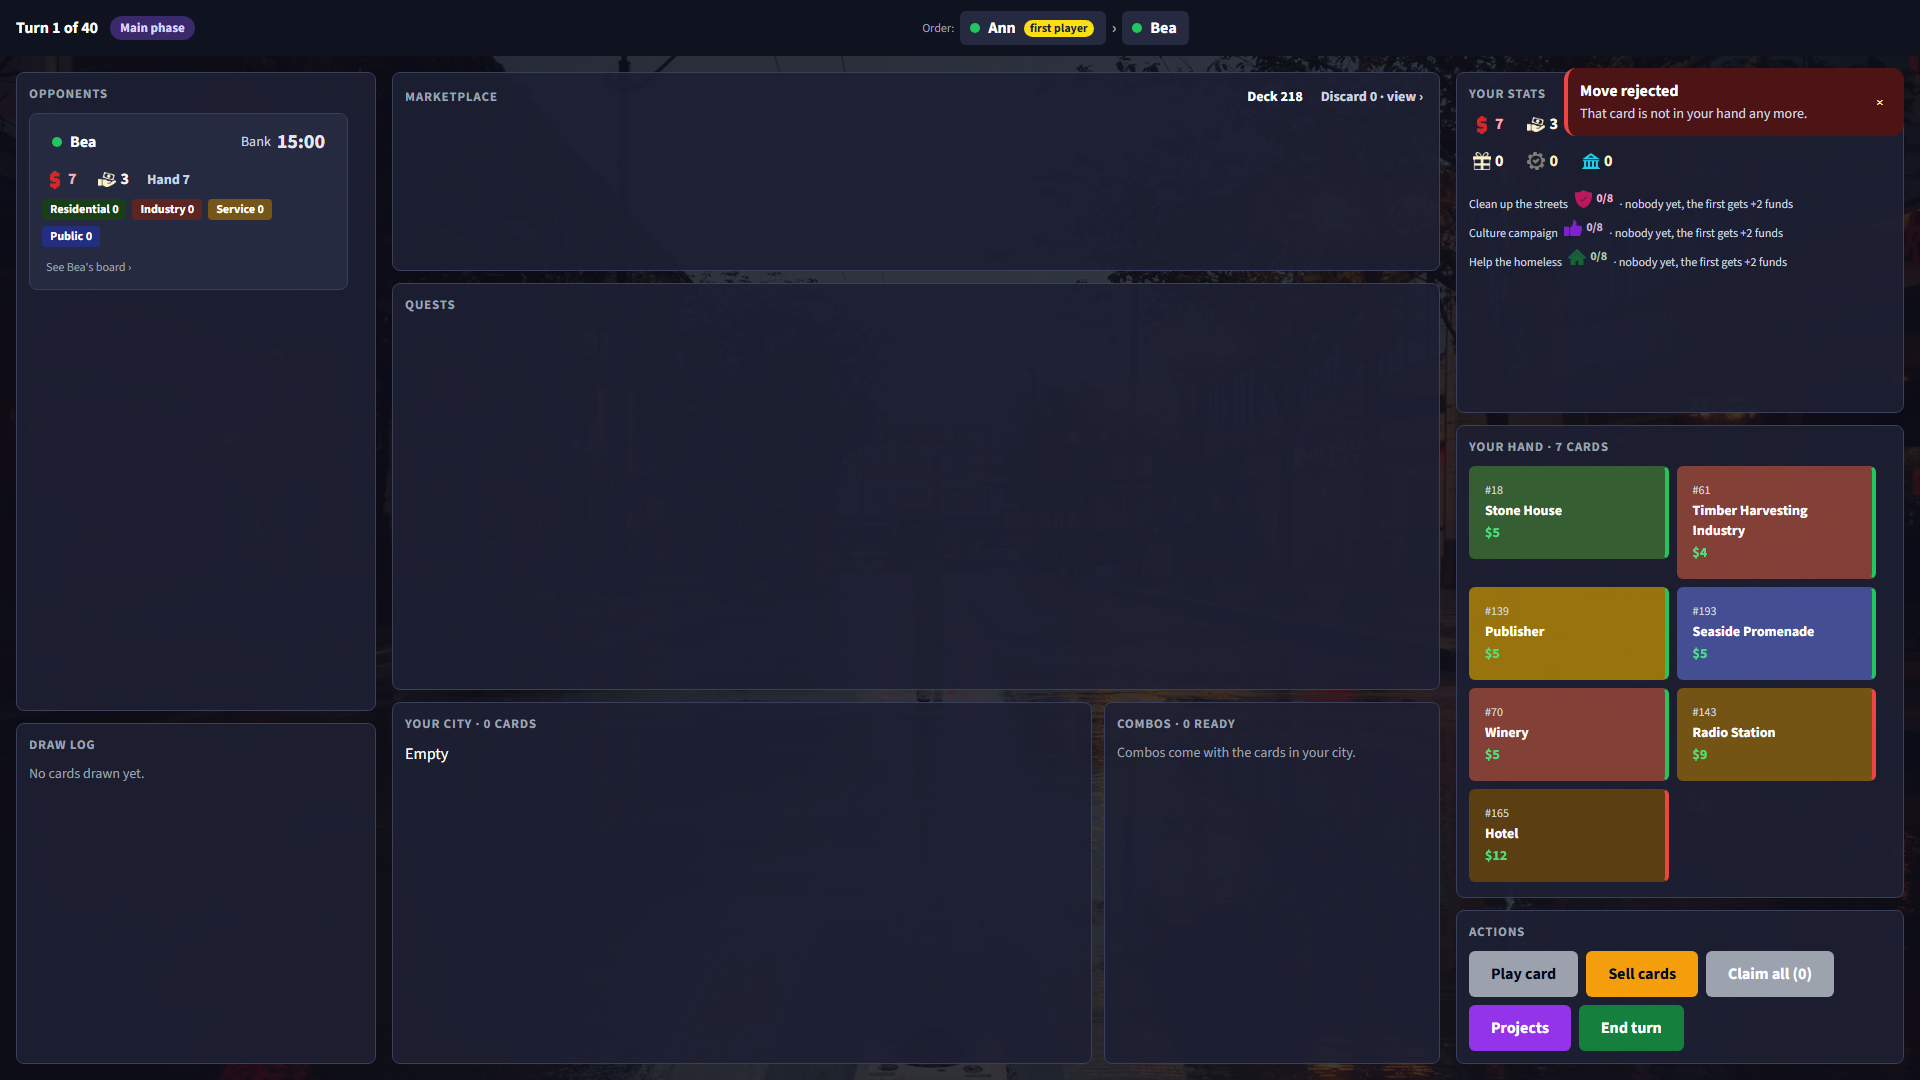 Turn 1 of 40
Main phase
Order:
Ann first player
›
Bea
OPPONENTS
Bea
Bank 15:00
$ 7
3
Hand 7
Residential 0
Industry 0
Service 0
Public 0
See Bea's board ›
DRAW LOG
No cards drawn yet.
MARKETPLACE
Deck 218
Discard 0 · view ›
QUESTS
YOUR CITY · 0 CARDS
Empty
COMBOS · 0 READY
Combos come with the cards in your city.
YOUR STATS
$ 7
3
Move rejected
That card is not in your hand any more.
×
0
0
0
Clean up the streets 0/8 · nobody yet, the first gets +2 funds
Culture campaign 0/8 · nobody yet, the first gets +2 funds
Help the homeless 0/8 · nobody yet, the first gets +2 funds
YOUR HAND · 7 CARDS
#18
Stone House
$5
#61
Timber Harvesting
Industry
$4
#139
Publisher
$5
#193
Seaside Promenade
$5
#70
Winery
$5
#143
Radio Station
$9
#165
Hotel
$12
ACTIONS
Play card
Sell cards
Claim all (0)
Projects
End turn